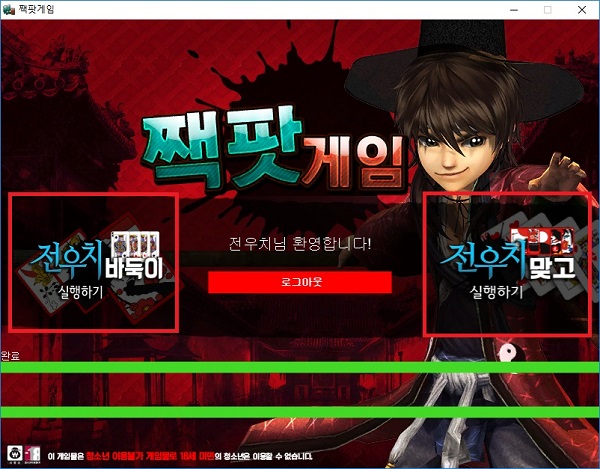 짹팟게임
짹팟게임
전우치님 환영합니다!
로그아웃
전우치 바둑이
실행하기
전우치 맞고
실행하기
완료
이 게임물은 청소년 이용불가 게임물로 18세 미만의 청소년은 이용할 수 없습니다.